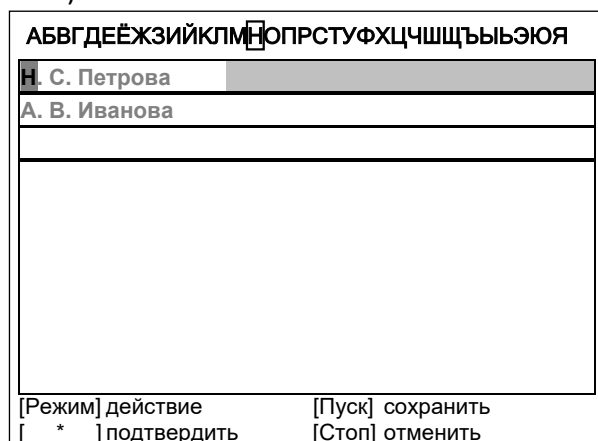 АБВГДЕЁЖЗИЙКЛМНОПРСТУФХЦЧШЩЪЫЬЭЮЯ
Н. С. Петрова
А. В. Иванова
[Режим] действие [Пуск] сохранить
[ * ] подтвердить [Стоп] отменить